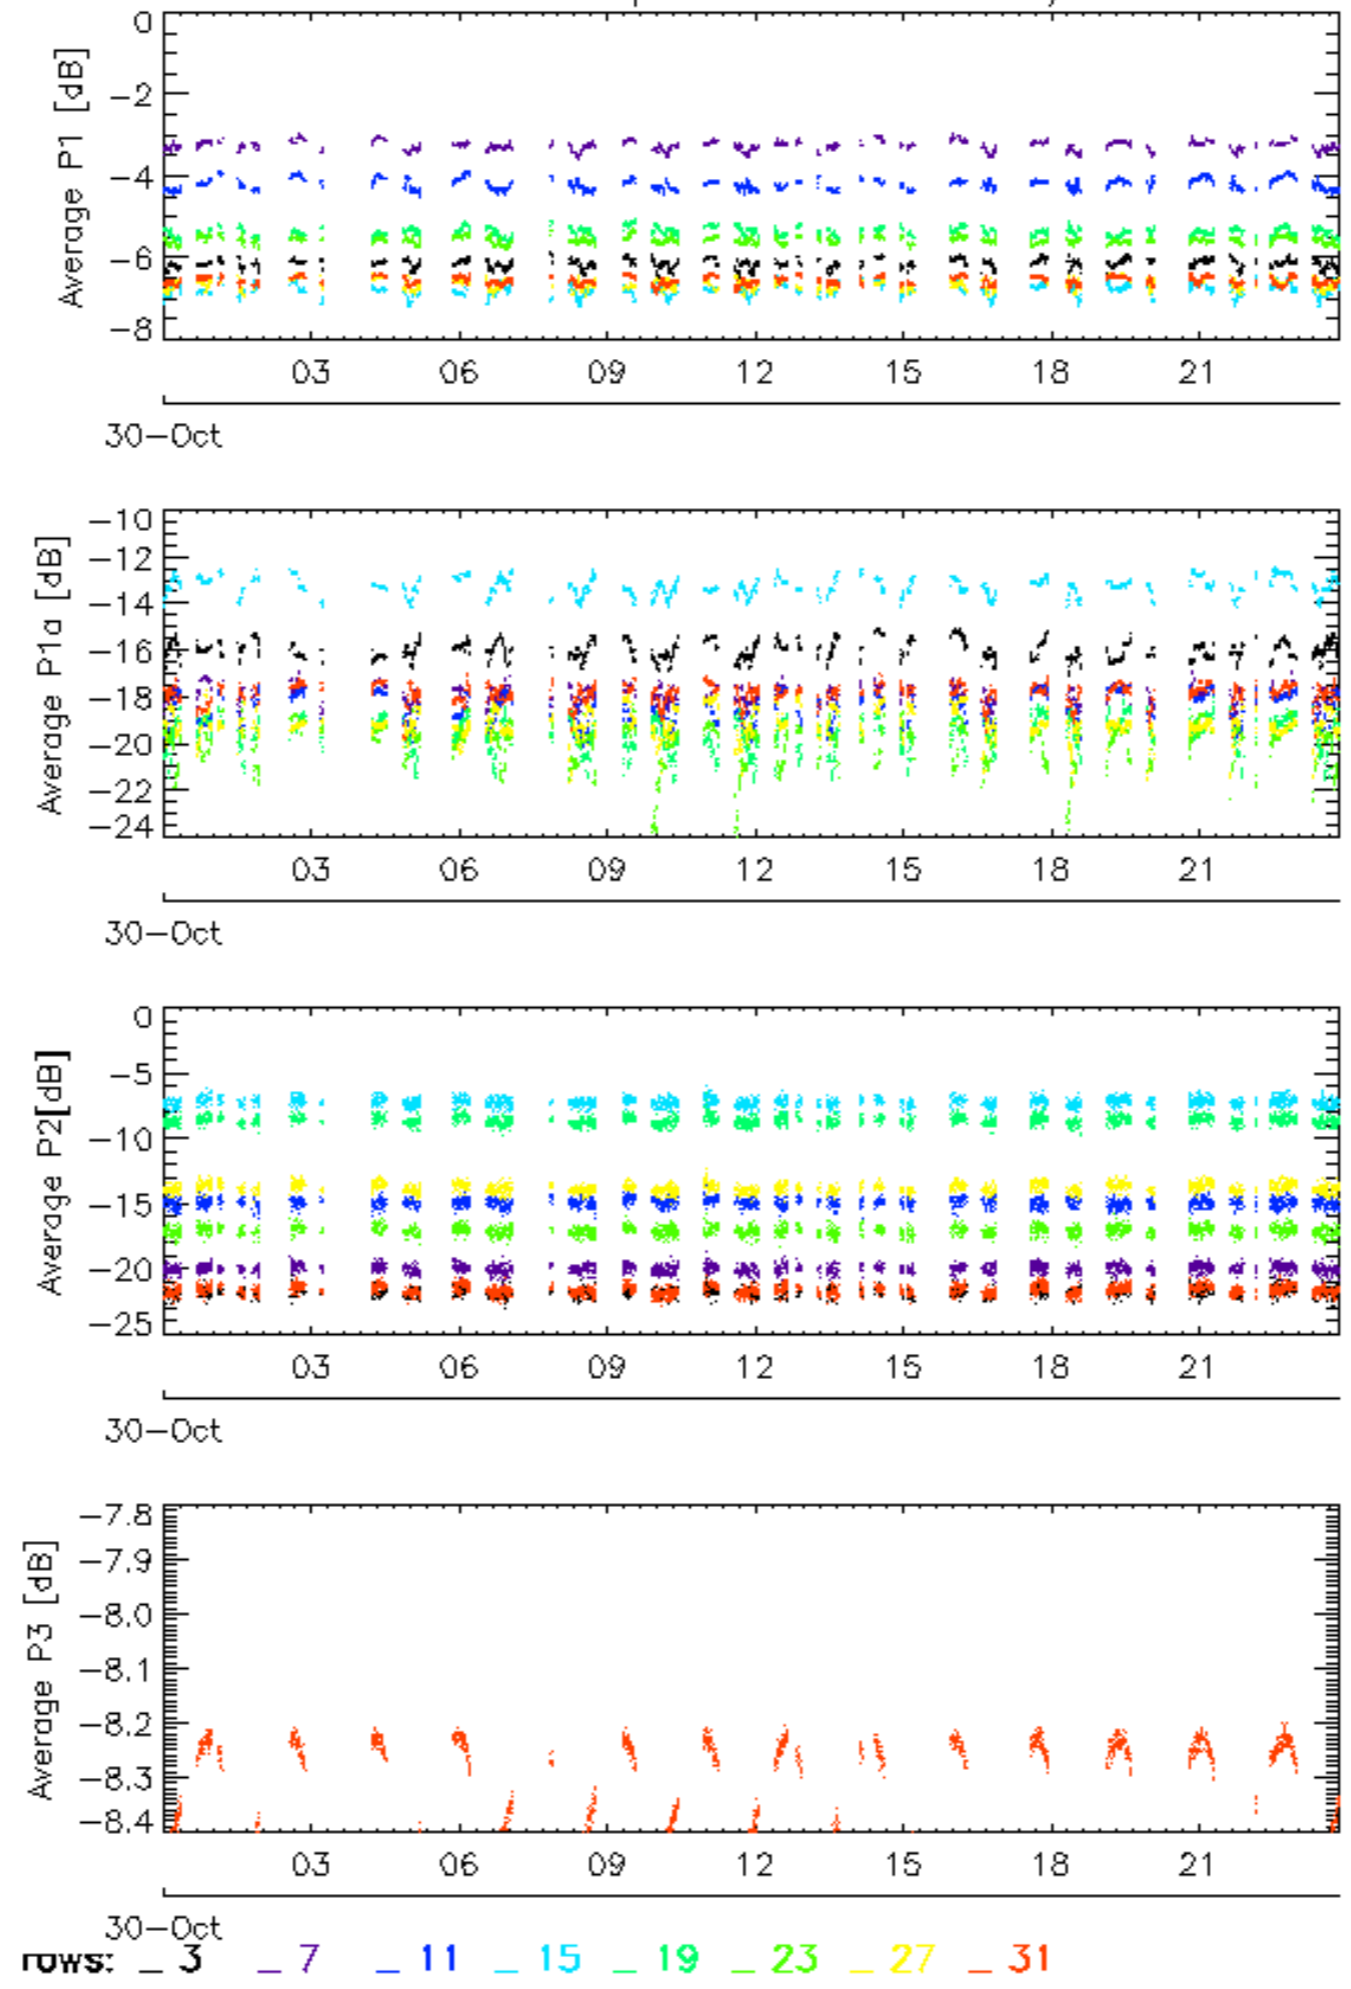 0
-2
-4
-6
-8
Average P1 [dB]
03 06 09 12 15 18 21
30-Oct
-10
-12
-14
-16
-18
-20
-22
-24
Average P1a [dB]
03 06 09 12 15 18 21
30-Oct
0
-5
-10
-15
-20
-25
Average P2[dB]
03 06 09 12 15 18 21
30-Oct
-7.8
-7.9
-8.0
-8.1
-8.2
-8.3
-8.4
Average P3 [dB]
03 06 09 12 15 18 21
30-Oct
rows: _ 3 _ 7 _ 11 _ 15 _ 19 _ 23 _ 27 _ 31